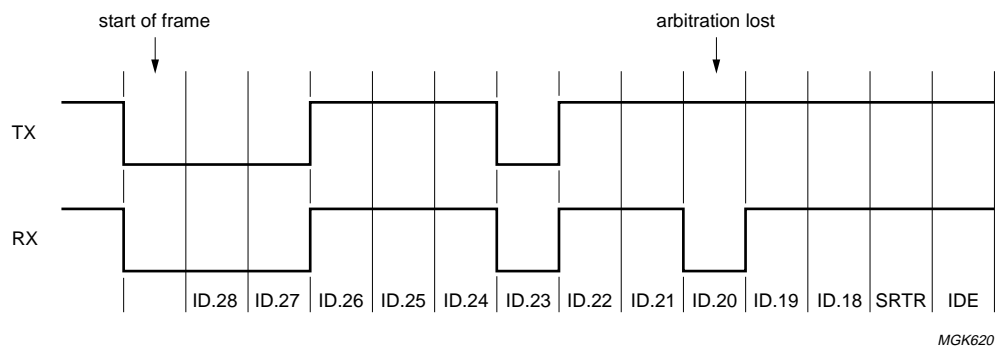 start of frame
arbitration lost
TX
RX
ID.28 ID.27 ID.26 ID.25 ID.24 ID.23 ID.22 ID.21 ID.20 ID.19 ID.18 SRTR IDE
MGK620